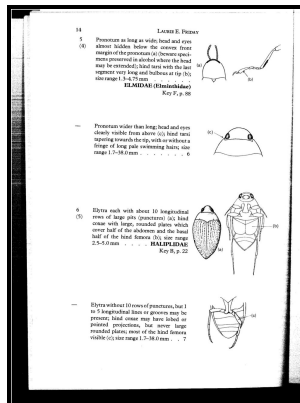 14
LAURIE E. FRIDAY
5
(4)
Pronotum as long as wide; head and eyes
almost hidden below the convex front
margin of the pronotum (a) (beware speci-
mens preserved in alcohol where the head
may be extended); hind tarsi with the last
segment very long and bulbous at tip (b);
size range 1.3–4.75 mm
ELMIDAE (Elminthidae)
Key F, p. 88
(a)
(b)
— Pronotum wider than long; head and eyes
clearly visible from above (c); hind tarsi
tapering towards the tip, with or without a
fringe of long pale swimming hairs; size
range 1.7–38.0 mm . . . . . . . 6
(c)
6
(5)
Elytra each with about 10 longitudinal
rows of large pits (punctures) (a); hind
coxae with large, rounded plates which
cover half of the abdomen and the basal
half of the hind femora (b); size range
2.5–5.0 mm . . . . HALIPLIDAE
Key B, p. 22
(a)
(b)
— Elytra without 10 rows of punctures, but 1
to 5 longitudinal lines or grooves may be
present; hind coxae may have lobed or
pointed projections, but never large
rounded plates; most of the hind femora
visible (c); size range 1.7–38.0 mm . . 7
(c)